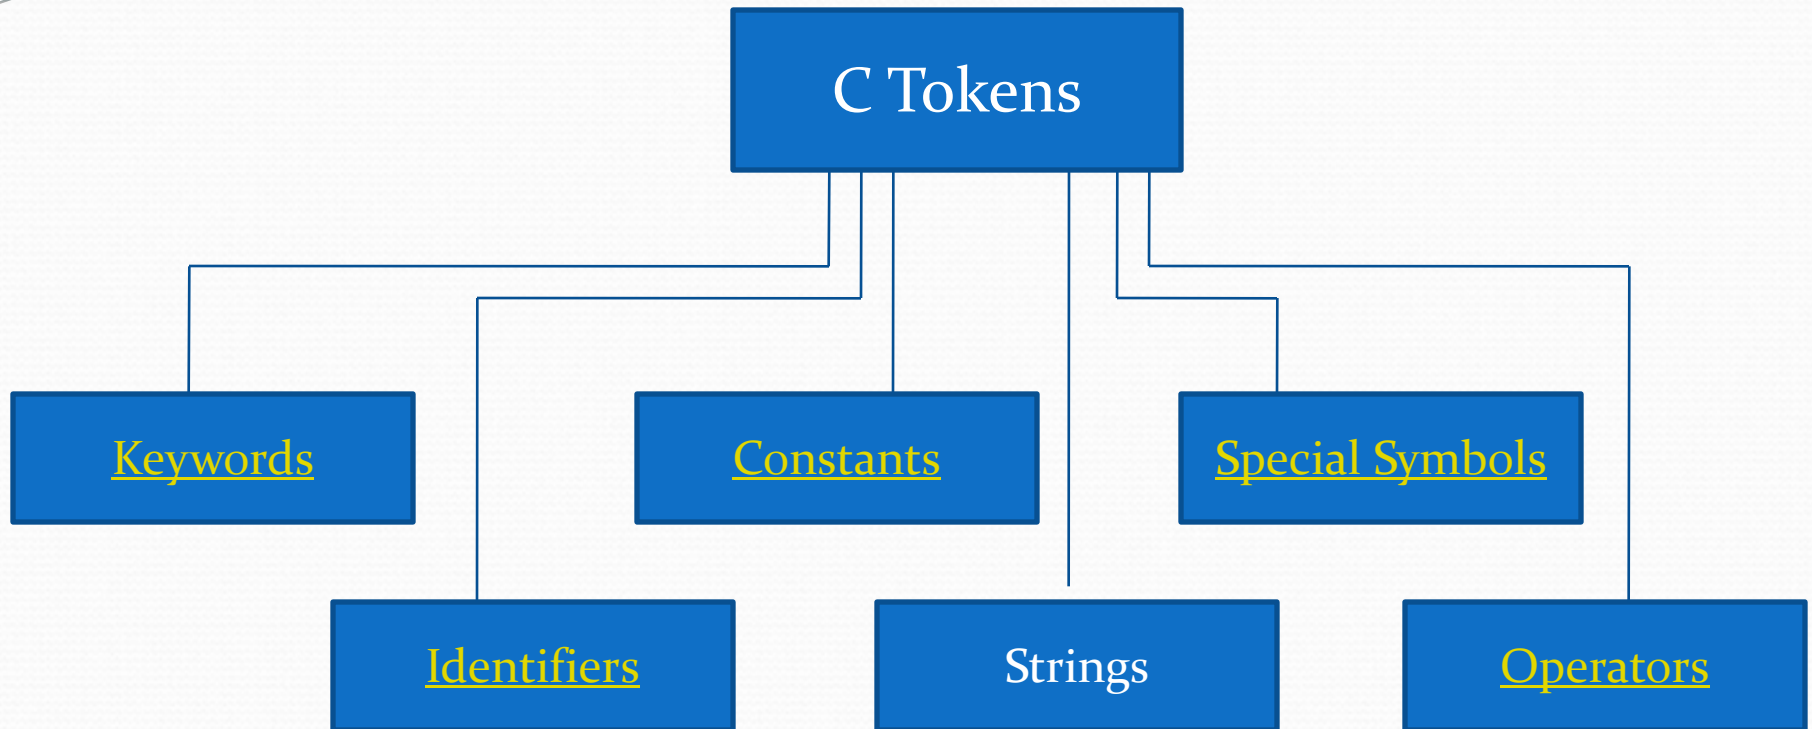 C Tokens
Keywords
Constants
Special Symbols
Identifiers
Strings
Operators